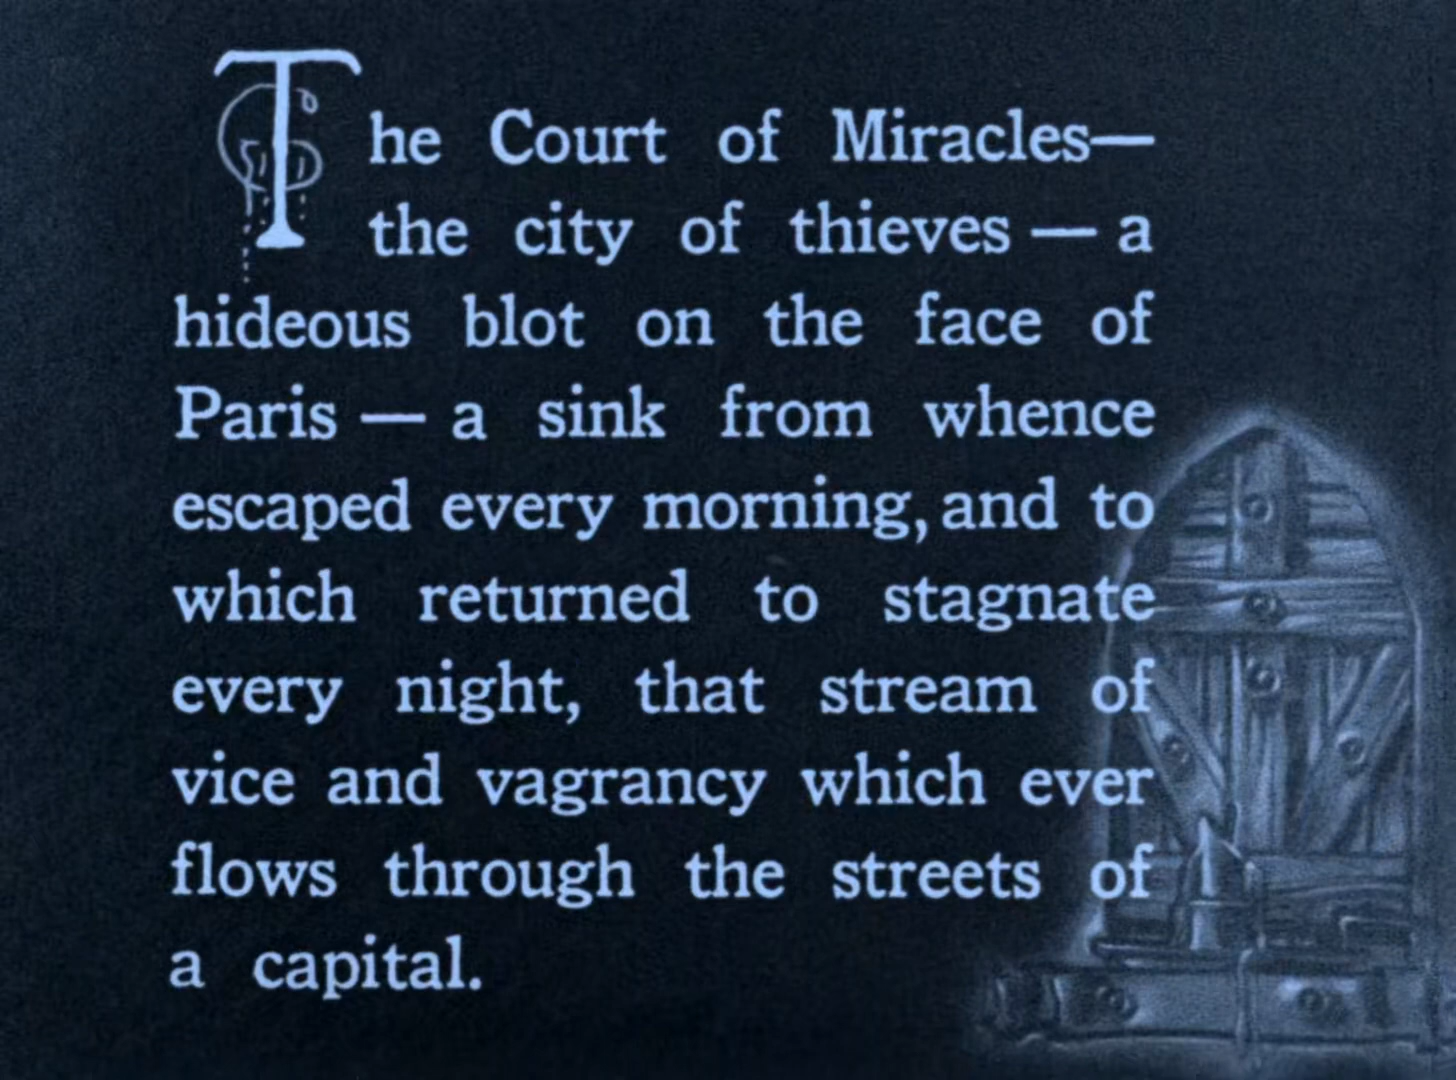 The Court of Miracles—
the city of thieves — a
hideous blot on the face of
Paris — a sink from whence
escaped every morning, and to
which returned to stagnate
every night, that stream of
vice and vagrancy which ever
flows through the streets of
a capital.